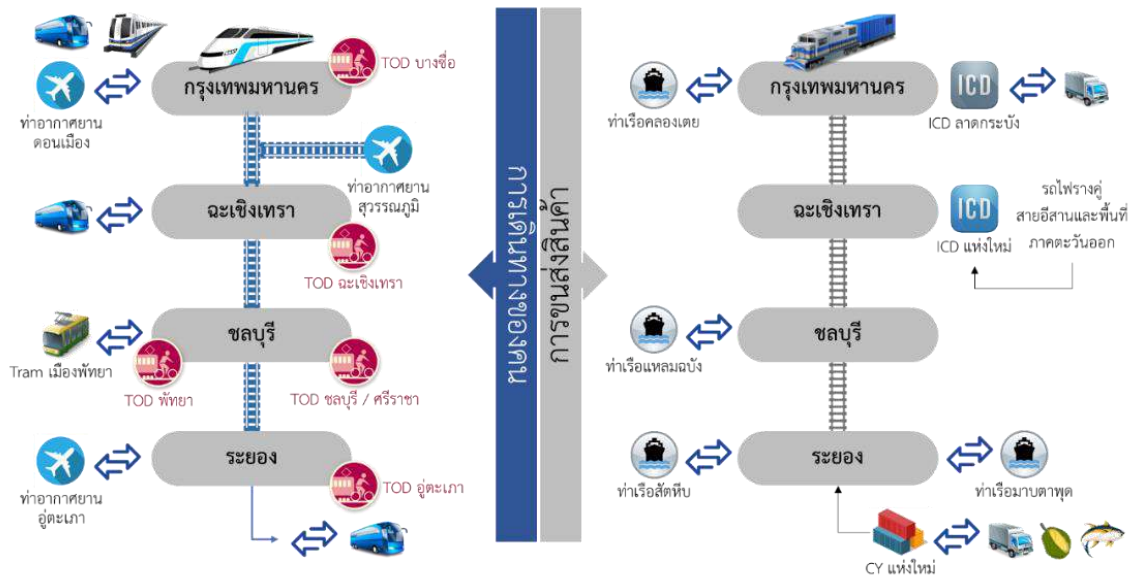 TOD บางซื่อ
กรุงเทพมหานคร
ท่าอากาศยาน
ดอนเมือง
ท่าอากาศยาน
สุวรรณภูมิ
ฉะเชิงเทรา
TOD ฉะเชิงเทรา
ชลบุรี
Tram เมืองพัทยา
TOD พัทยา
TOD ชลบุรี / ศรีราชา
ระยอง
ท่าอากาศยาน
อู่ตะเภา
TOD อู่ตะเภา
การเดินทางของคน
การขนส่งสินค้า
กรุงเทพมหานคร
ท่าเรือคลองเตย
ICD
ICD ลาดกระบัง
ฉะเชิงเทรา
ICD
ICD แห่งใหม่
รถไฟรางคู่
สายอีสานและพื้นที่
ภาคตะวันออก
ชลบุรี
ท่าเรือแหลมฉบัง
ระยอง
ท่าเรือสัตหีบ
ท่าเรือมาบตาพุด
CY แห่งใหม่